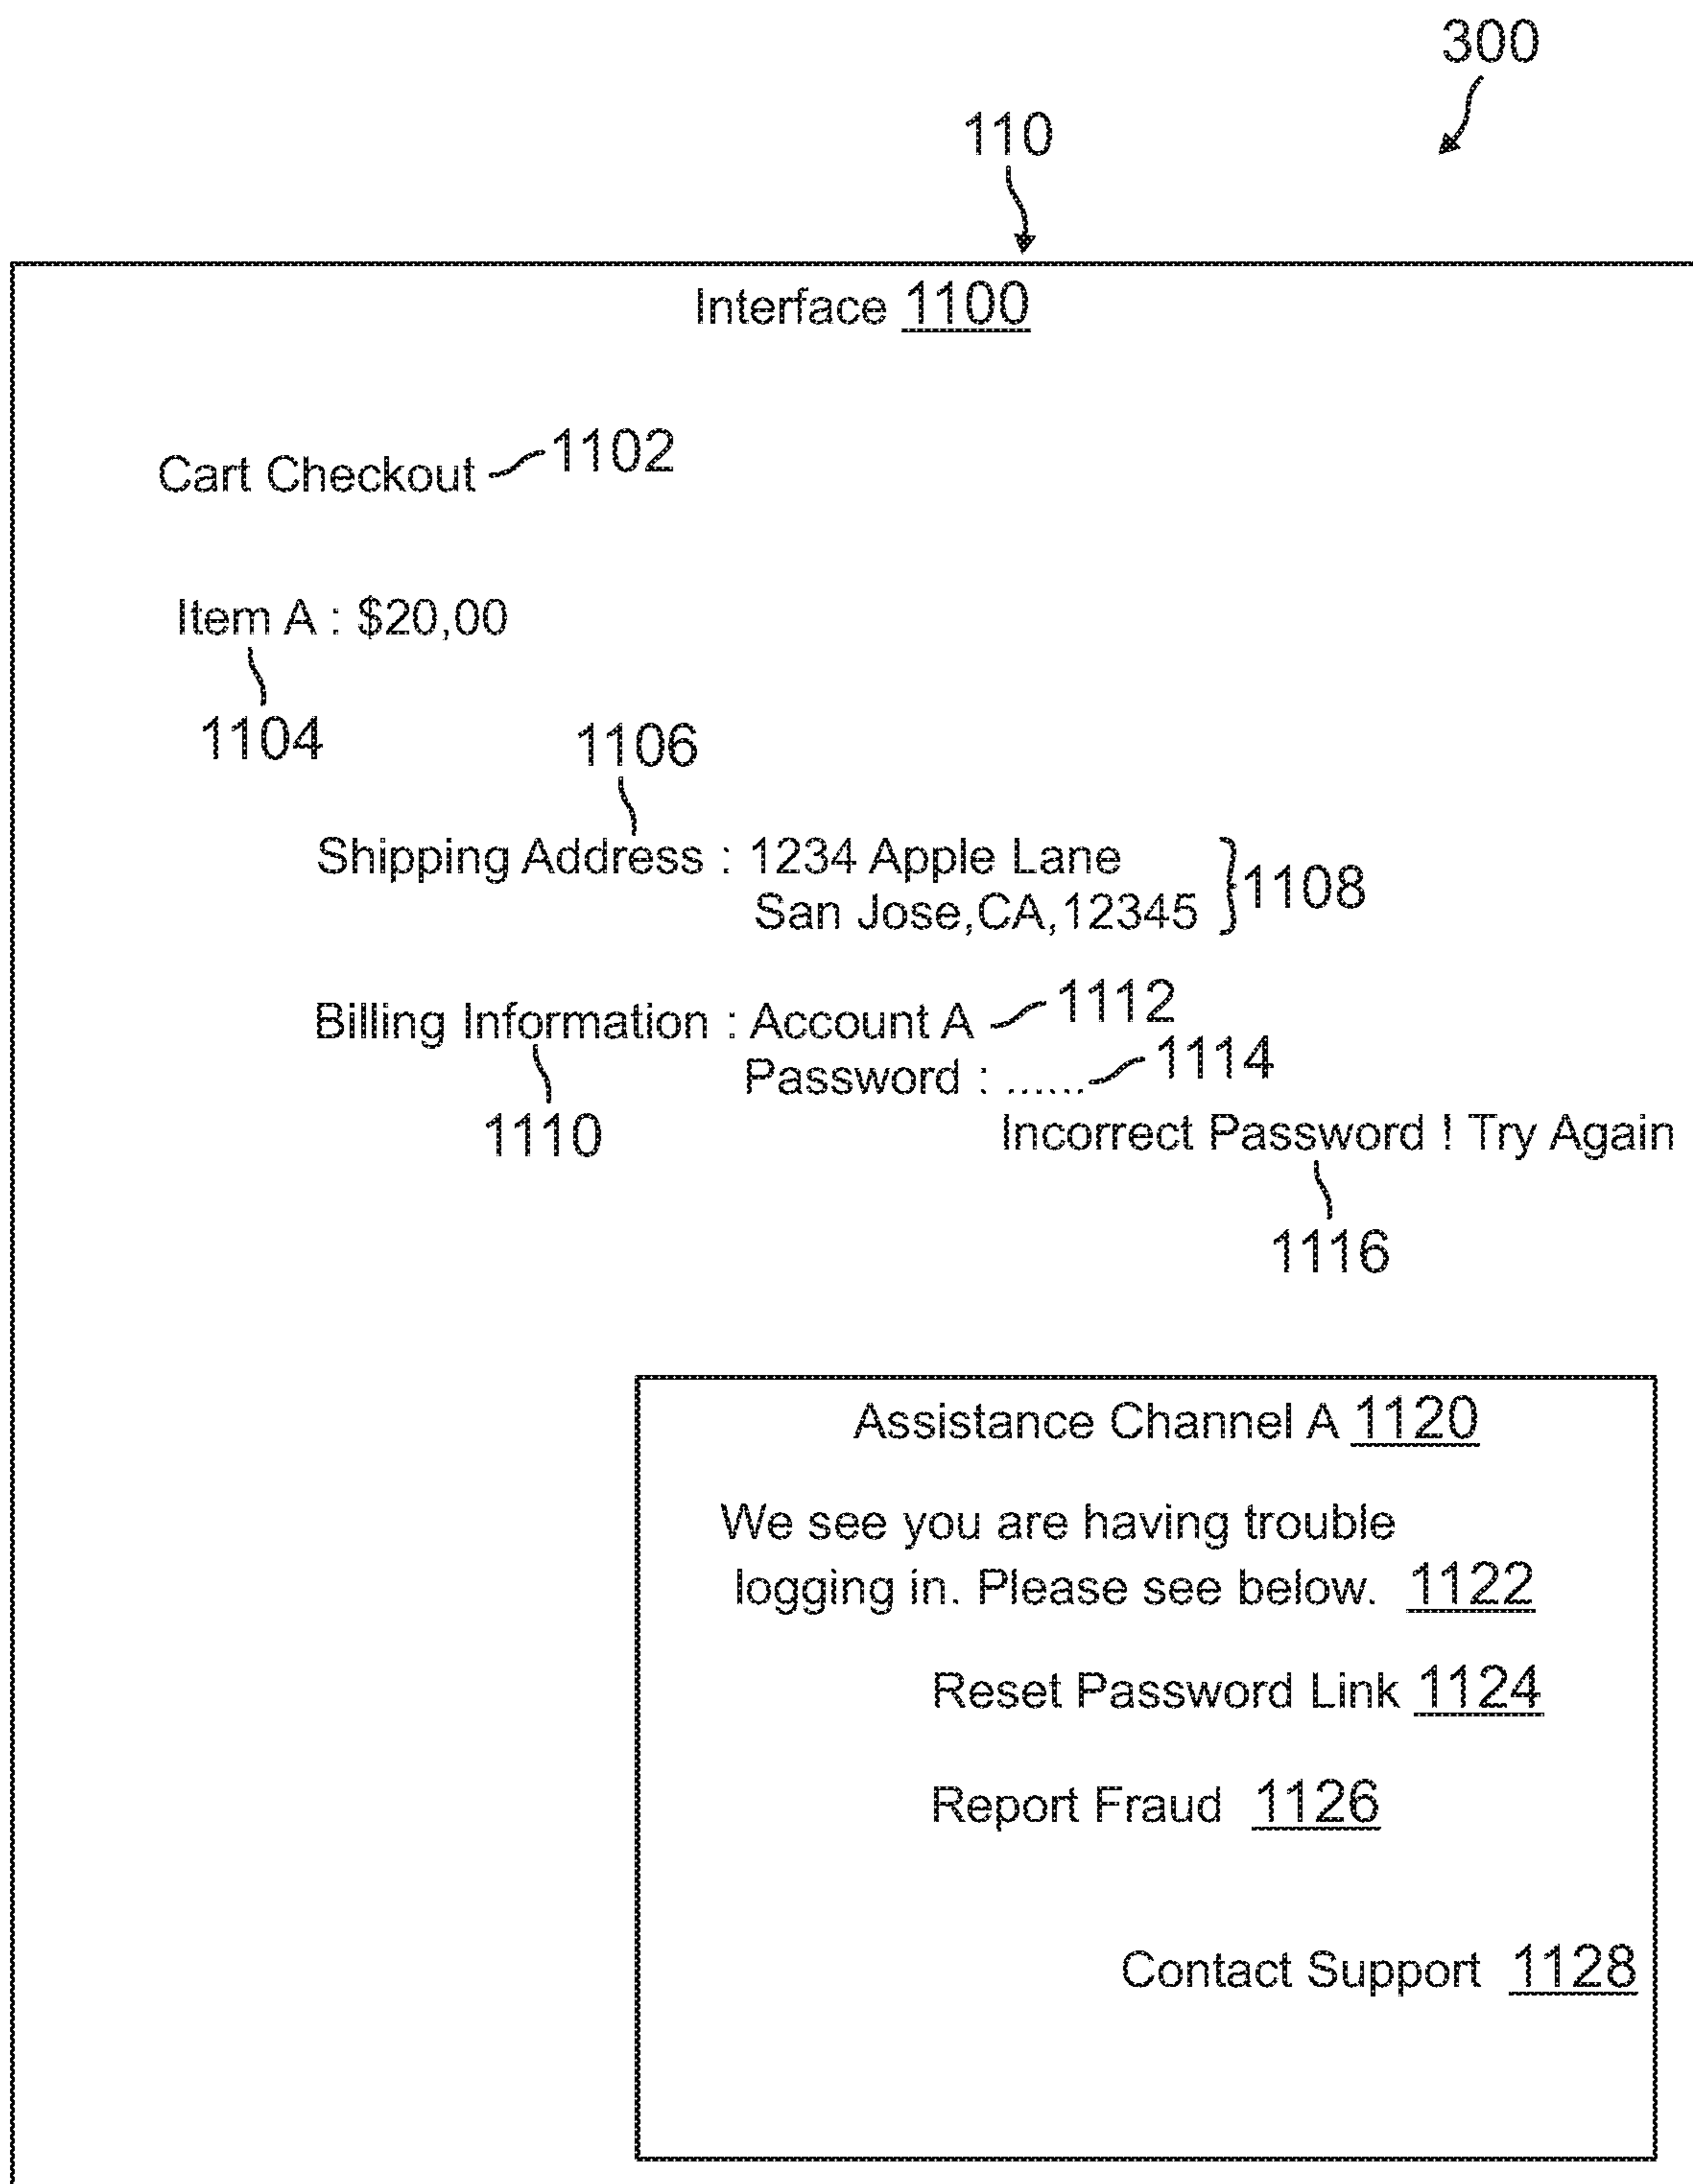 300
110
Interface 1100
Cart Checkout 1102
Item A : $20,00
1104
1106
Shipping Address : 1234 Apple Lane
San Jose,CA,12345 1108
Billing Information : Account A 1112
Password : ...... 1114
1110
Incorrect Password ! Try Again
1116
Assistance Channel A 1120
We see you are having trouble
logging in. Please see below. 1122
Reset Password Link 1124
Report Fraud 1126
Contact Support 1128